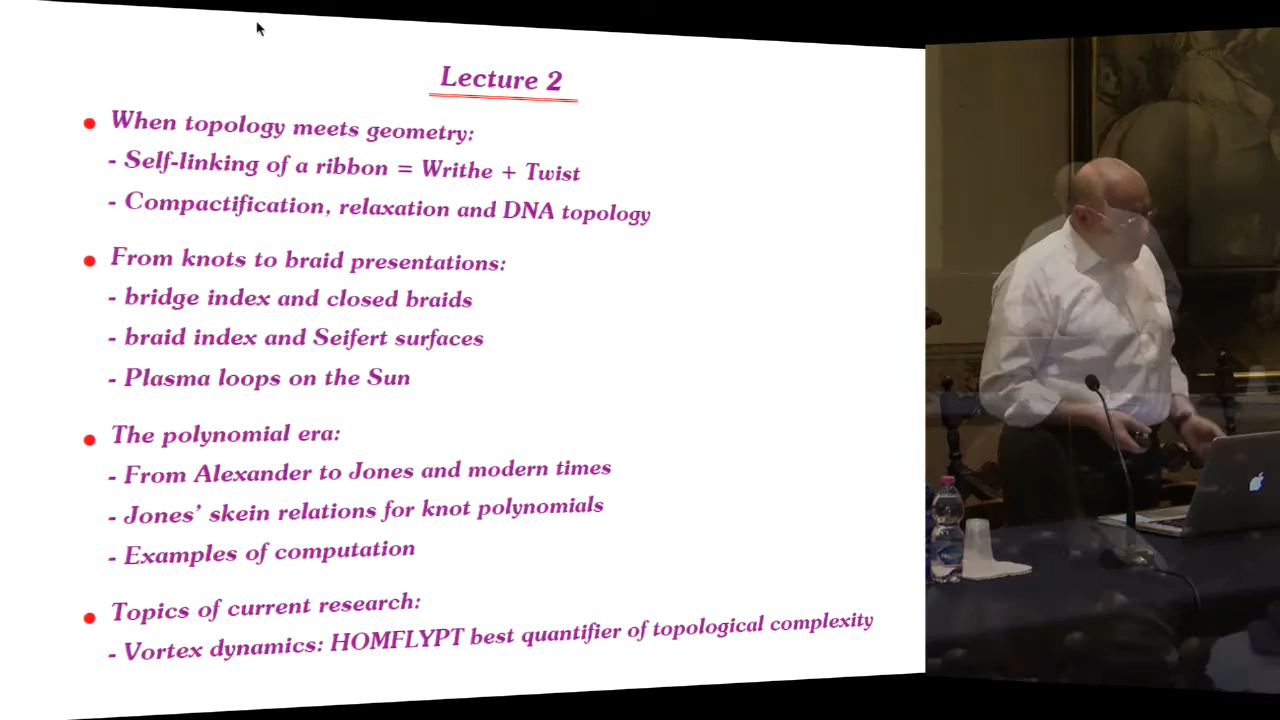 Lecture 2
• When topology meets geometry:
- Self-linking of a ribbon = Writhe + Twist
- Compactification, relaxation and DNA topology
• From knots to braid presentations:
- bridge index and closed braids
- braid index and Seifert surfaces
- Plasma loops on the Sun
• The polynomial era:
- From Alexander to Jones and modern times
- Jones' skein relations for knot polynomials
- Examples of computation
• Topics of current research:
- Vortex dynamics: HOMFLYPT best quantifier of topological complexity